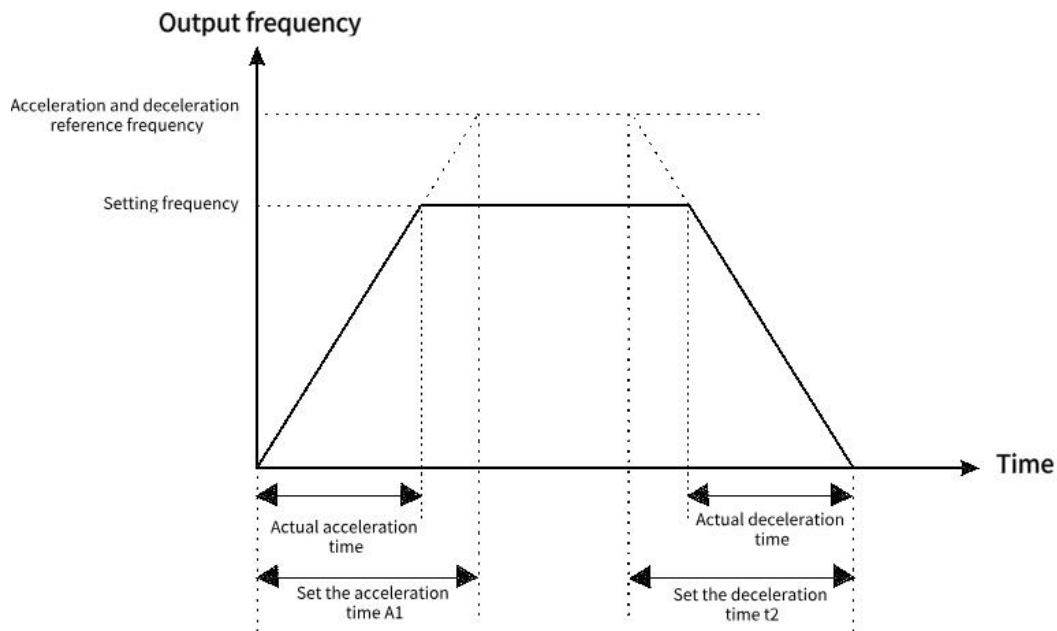 Output frequency
Acceleration and deceleration
reference frequency
Setting frequency
Time
Actual acceleration
time
Actual deceleration
time
Set the acceleration
time A1
Set the deceleration
time t2